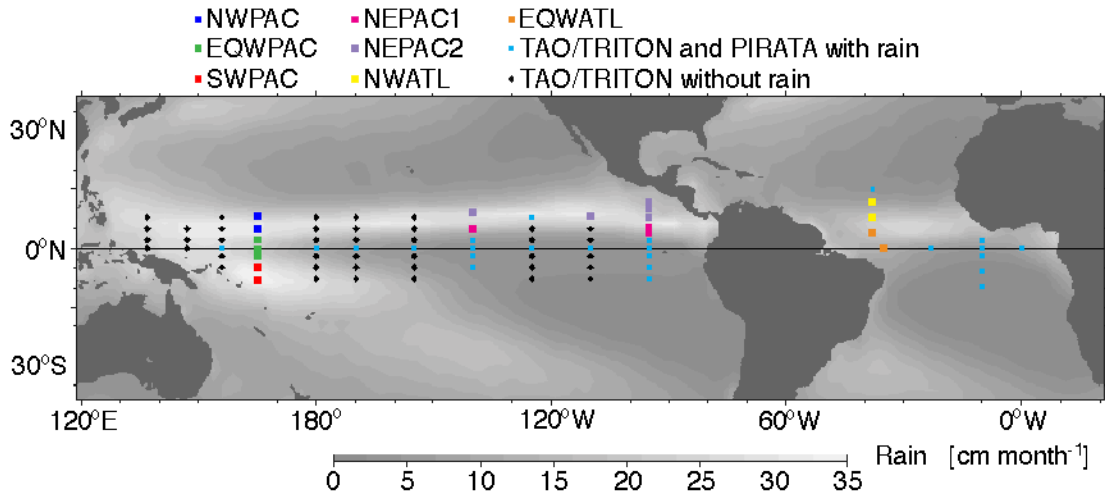 NWPAC NEPAC1 EQWATL
EQWPAC NEPAC2 TAO/TRITON and PIRATA with rain
SWPAC NWATL TAO/TRITON without rain
30°N
0°N
30°S
120°E 180° 120°W 60°W 0°W
Rain [cm month⁻¹]
0 5 10 15 20 25 30 35